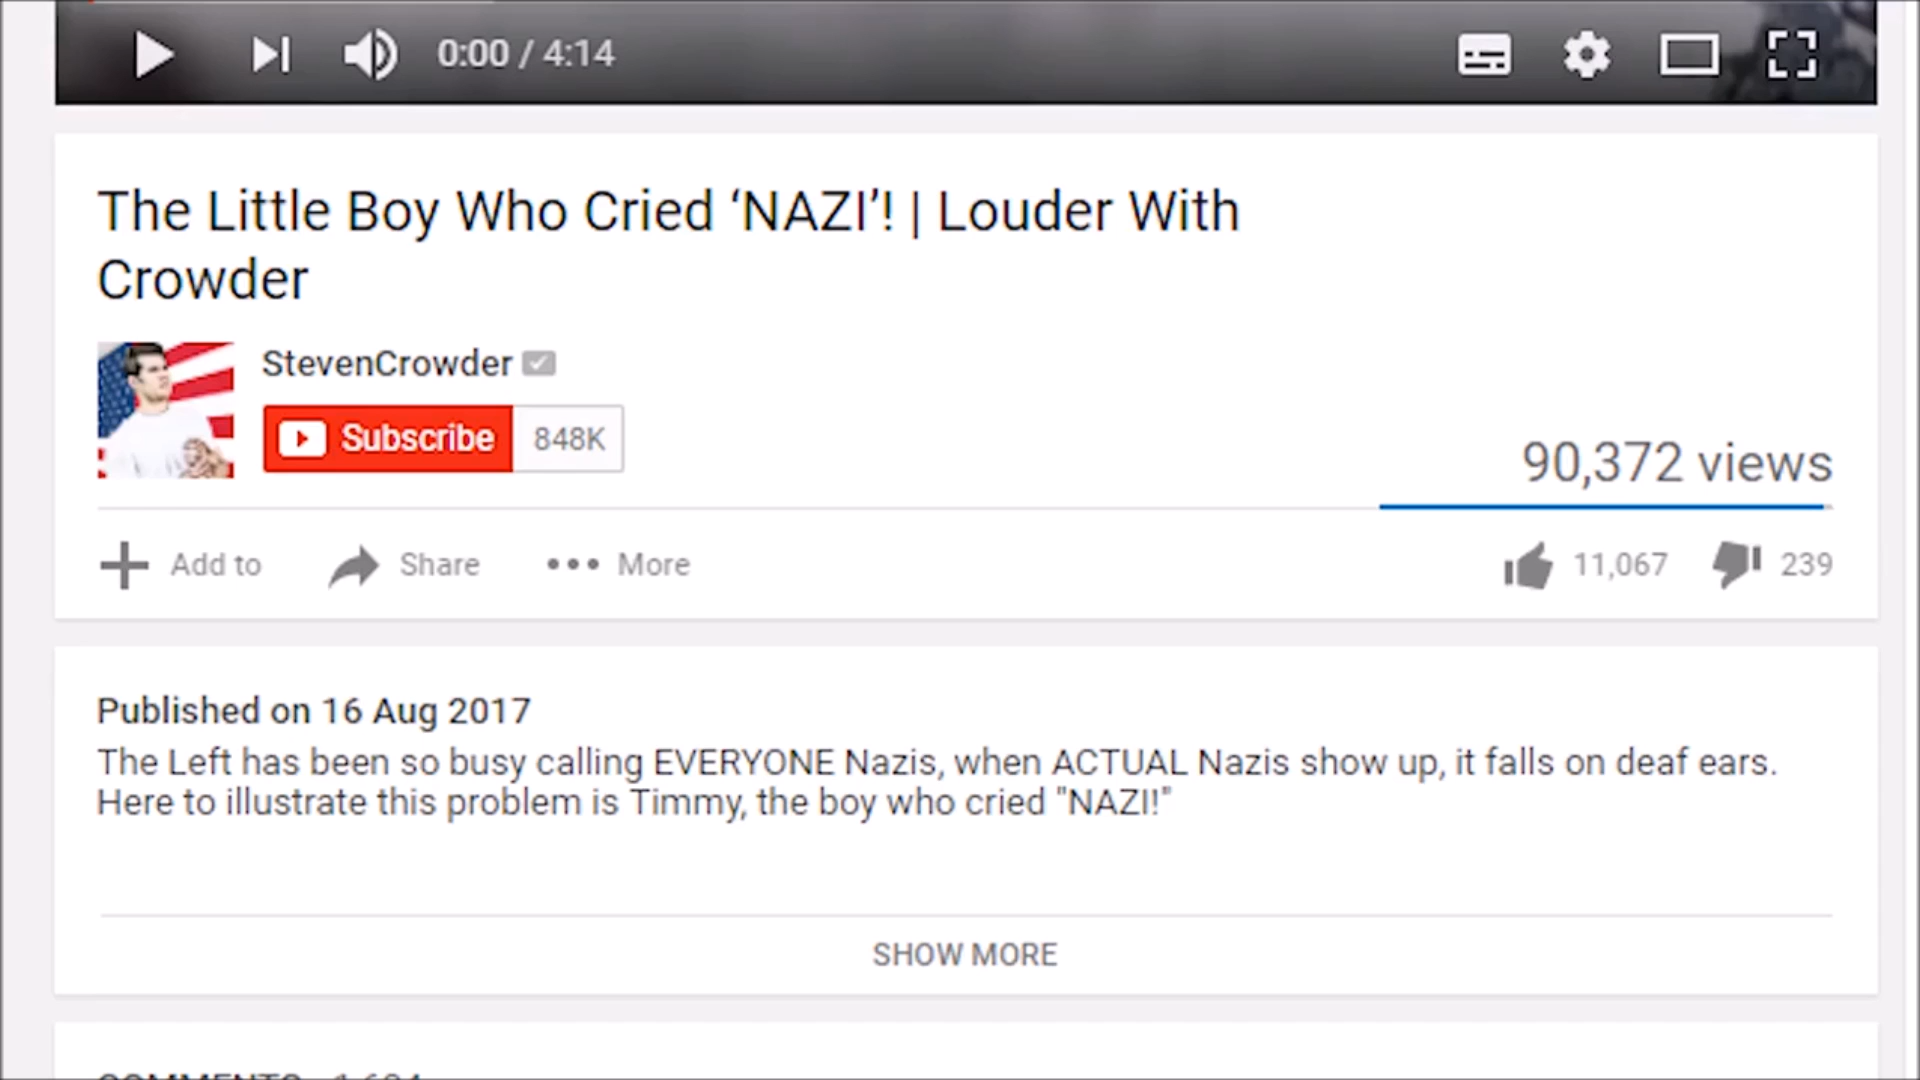 0:00 / 4:14
The Little Boy Who Cried ‘NAZI’! | Louder With
Crowder
StevenCrowder
Subscribe 848K
90,372 views
Add to Share More 11,067 239
Published on 16 Aug 2017
The Left has been so busy calling EVERYONE Nazis, when ACTUAL Nazis show up, it falls on deaf ears.
Here to illustrate this problem is Timmy, the boy who cried "NAZI!"
SHOW MORE